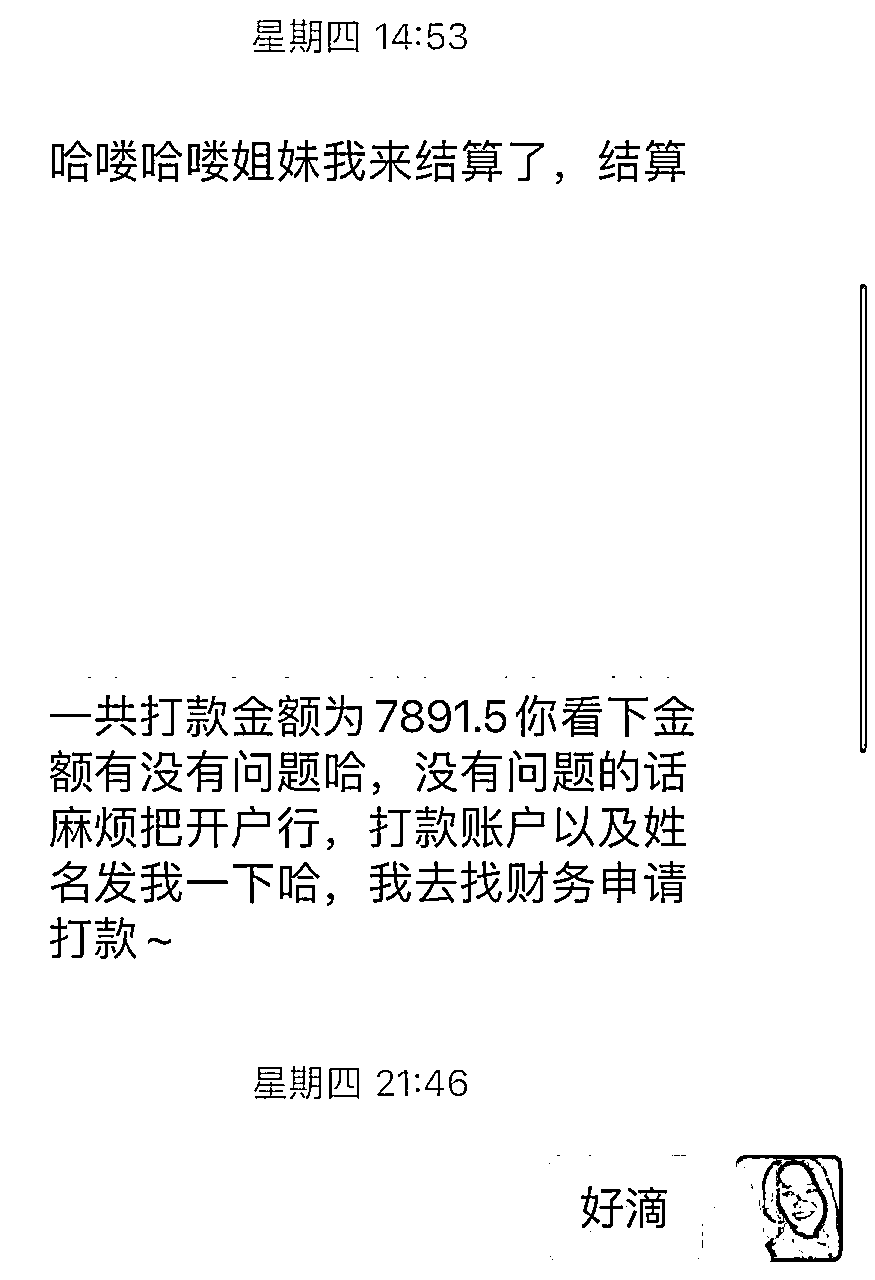 星期四 14:53
哈喽哈喽姐妹我来结算了，结算
一共打款金额为7891.5你看下金
额有没有问题哈，没有问题的话
麻烦把开户行，打款账户以及姓
名发我一下哈，我去找财务申请
打款~
星期四 21:46
好滴